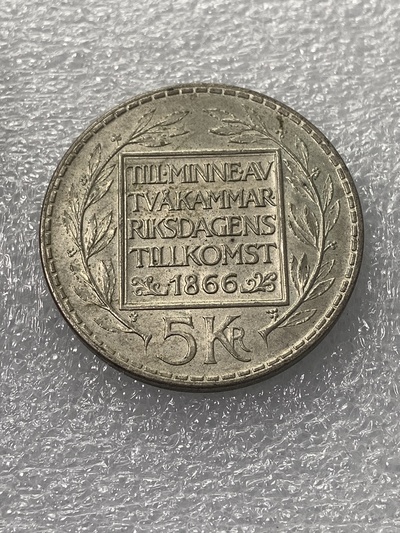 TILL·MINNE·AV
TVÅKAMMAR
RIKSDAGENS
TILLKOMST
1866
5 KR